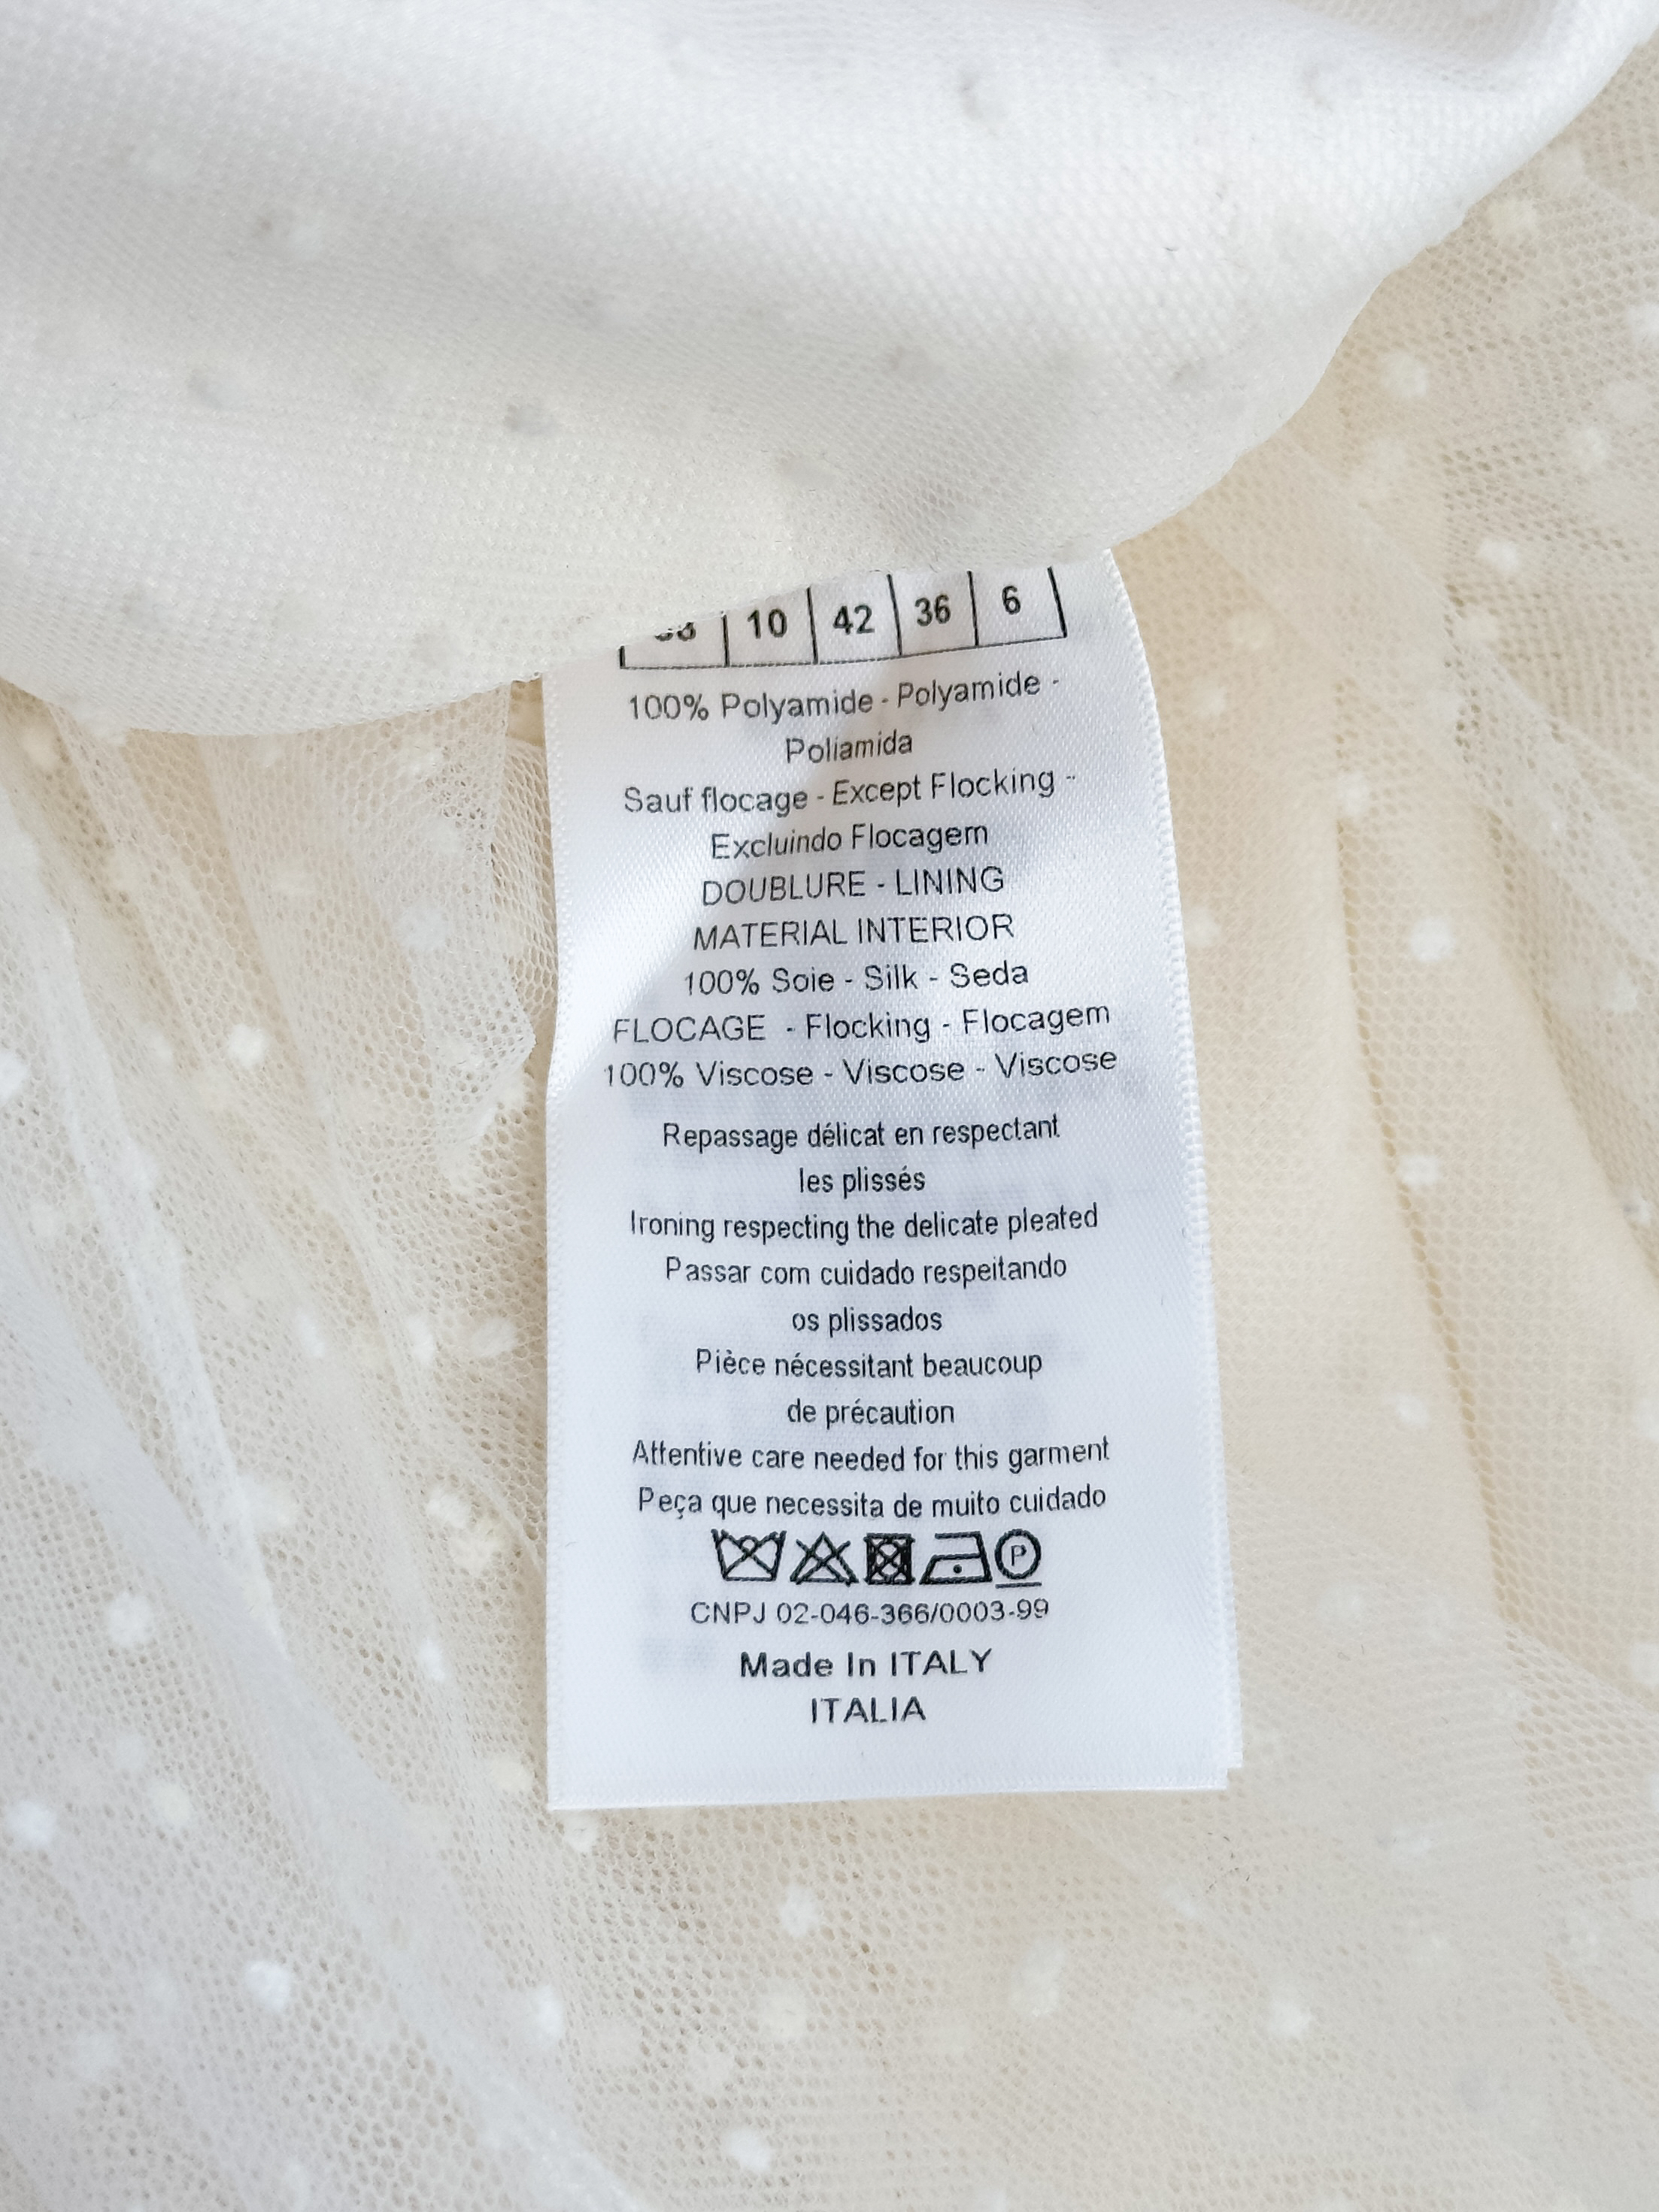 10 42 36 6
100% Polyamide - Polyamide -
Poliamida
Sauf flocage - Except Flocking -
Excluindo Flocagem
DOUBLURE - LINING
MATERIAL INTERIOR
100% Soie - Silk - Seda
FLOCAGE - Flocking - Flocagem
100% Viscose - Viscose - Viscose
Repassage délicat en respectant
les plissés
Ironing respecting the delicate pleated
Passar com cuidado respeitando
os plissados
Pièce nécessitant beaucoup
de précaution
Attentive care needed for this garment
Peça que necessita de muito cuidado
P
CNPJ 02-046-366/0003-99
Made In ITALY
ITALIA